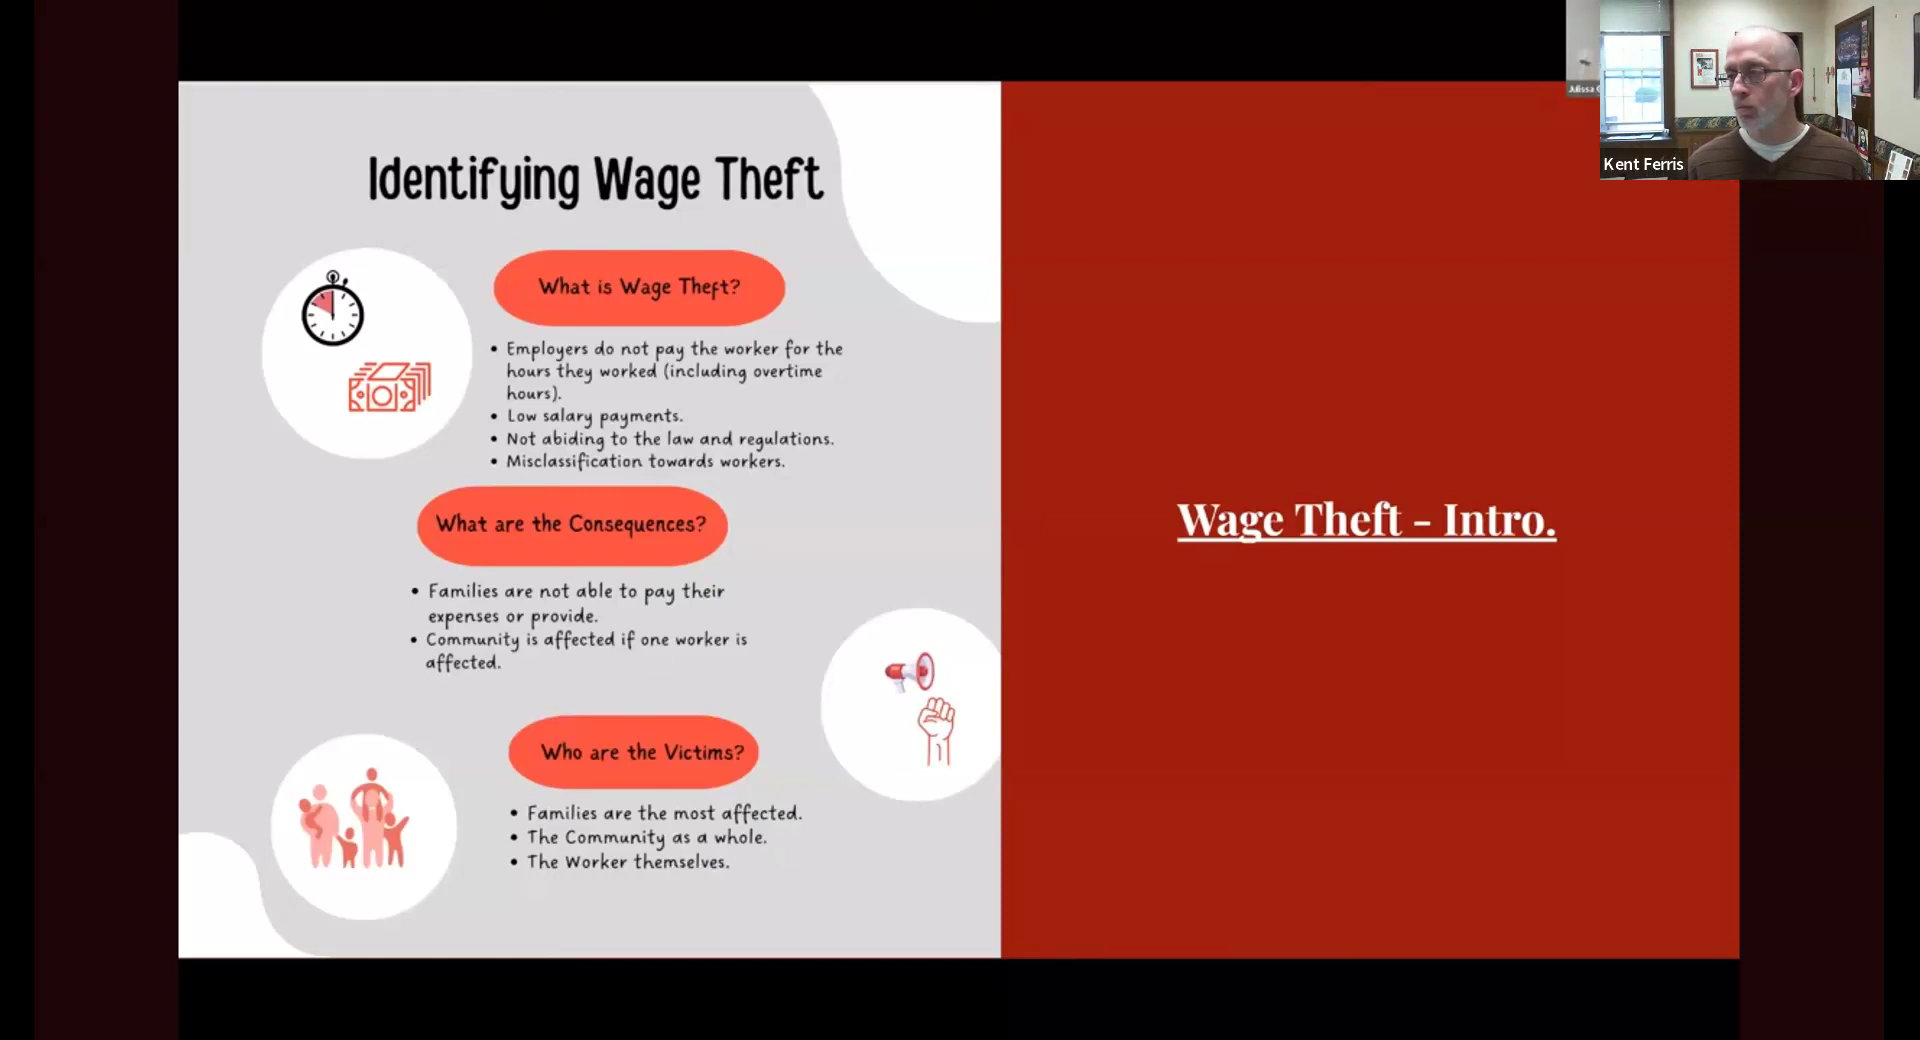 Identifying Wage Theft
What is Wage Theft?
• Employers do not pay the worker for the
hours they worked (including overtime
hours).
• Low salary payments.
• Not abiding to the law and regulations.
• Misclassification towards workers.
What are the Consequences?
• Families are not able to pay their
expenses or provide.
• Community is affected if one worker is
affected.
Who are the Victims?
• Families are the most affected.
• The Community as a whole.
• The Worker themselves.
Wage Theft - Intro.
Julissa
Kent Ferris